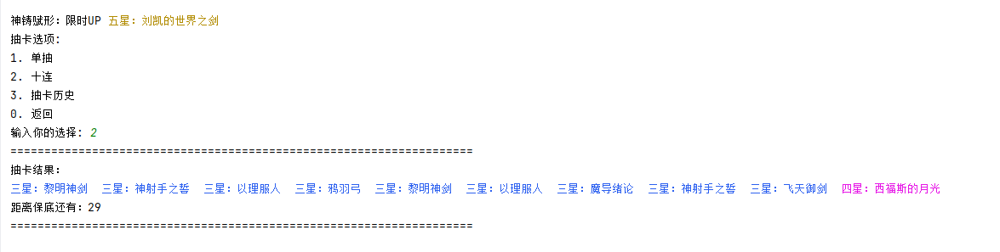 神铸赋形: 限时UP 五星: 刘凯的世界之剑
抽卡选项:
1. 单抽
2. 十连
3. 抽卡历史
0. 返回
输入你的选择: 2
====================================================================
抽卡结果:
三星: 黎明神剑 三星: 神射手之誓 三星: 以理服人 三星: 鸦羽弓 三星: 黎明神剑 三星: 以理服人 三星: 魔导绪论 三星: 神射手之誓 三星: 飞天御剑 四星: 西福斯的月光
距离保底还有: 29
====================================================================